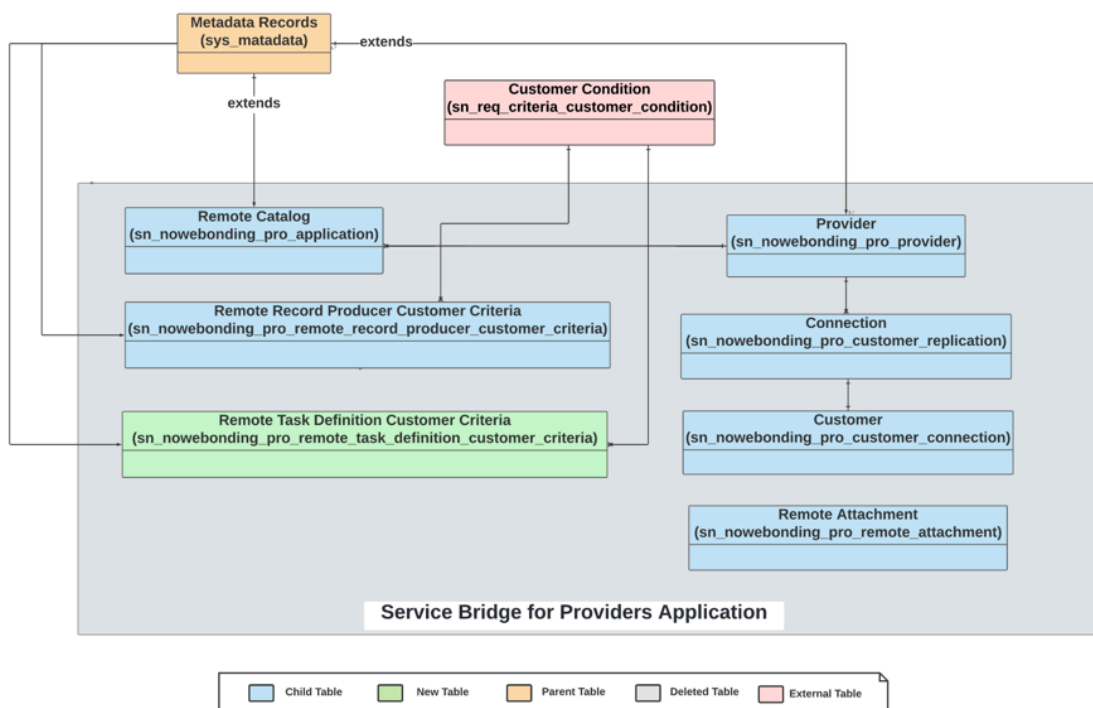 Metadata Records
(sys_matadata)
extends
extends
Customer Condition
(sn_req_criteria_customer_condition)
Remote Catalog
(sn_nowebonding_pro_application)
Provider
(sn_nowebonding_pro_provider)
Remote Record Producer Customer Criteria
(sn_nowebonding_pro_remote_record_producer_customer_criteria)
Connection
(sn_nowebonding_pro_customer_replication)
Remote Task Definition Customer Criteria
(sn_nowebonding_pro_remote_task_definition_customer_criteria)
Customer
(sn_nowebonding_pro_customer_connection)
Remote Attachment
(sn_nowebonding_pro_remote_attachment)
Service Bridge for Providers Application
Child Table
New Table
Parent Table
Deleted Table
External Table